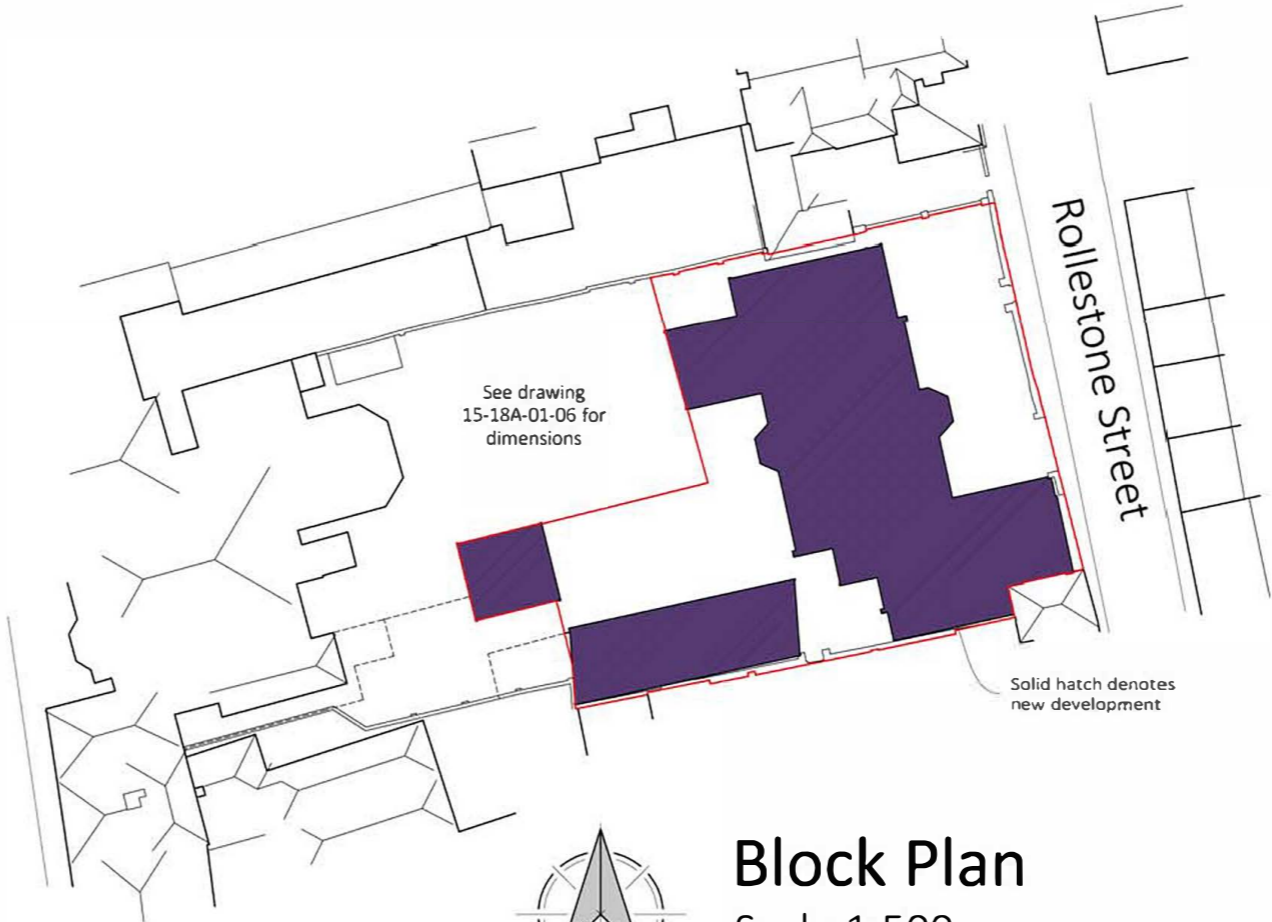 Rollestone Street
See drawing
15-18A-01-06 for
dimensions
Solid hatch denotes
new development
Block Plan